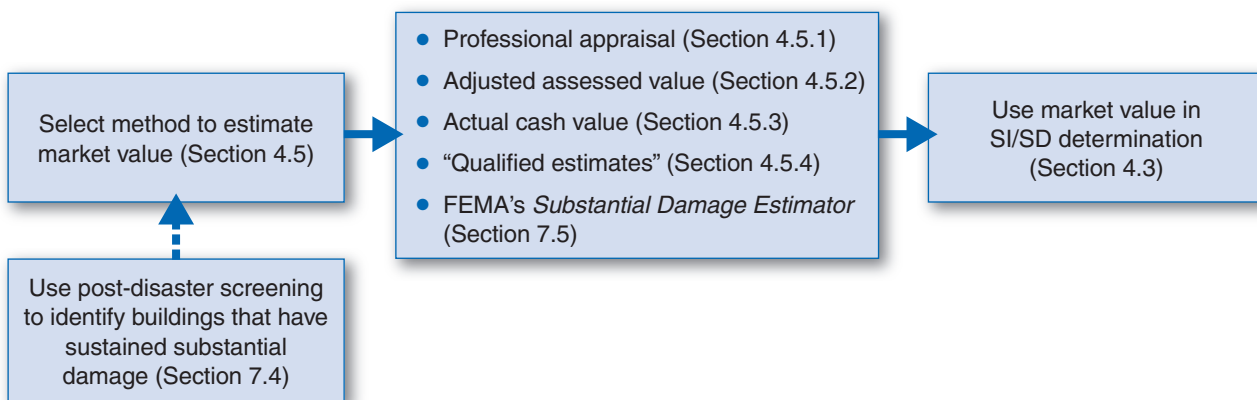 Select method to estimate
market value (Section 4.5)
Use post-disaster screening
to identify buildings that have
sustained substantial
damage (Section 7.4)
● Professional appraisal (Section 4.5.1)
● Adjusted assessed value (Section 4.5.2)
● Actual cash value (Section 4.5.3)
● “Qualified estimates” (Section 4.5.4)
● FEMA’s Substantial Damage Estimator
(Section 7.5)
Use market value in
SI/SD determination
(Section 4.3)